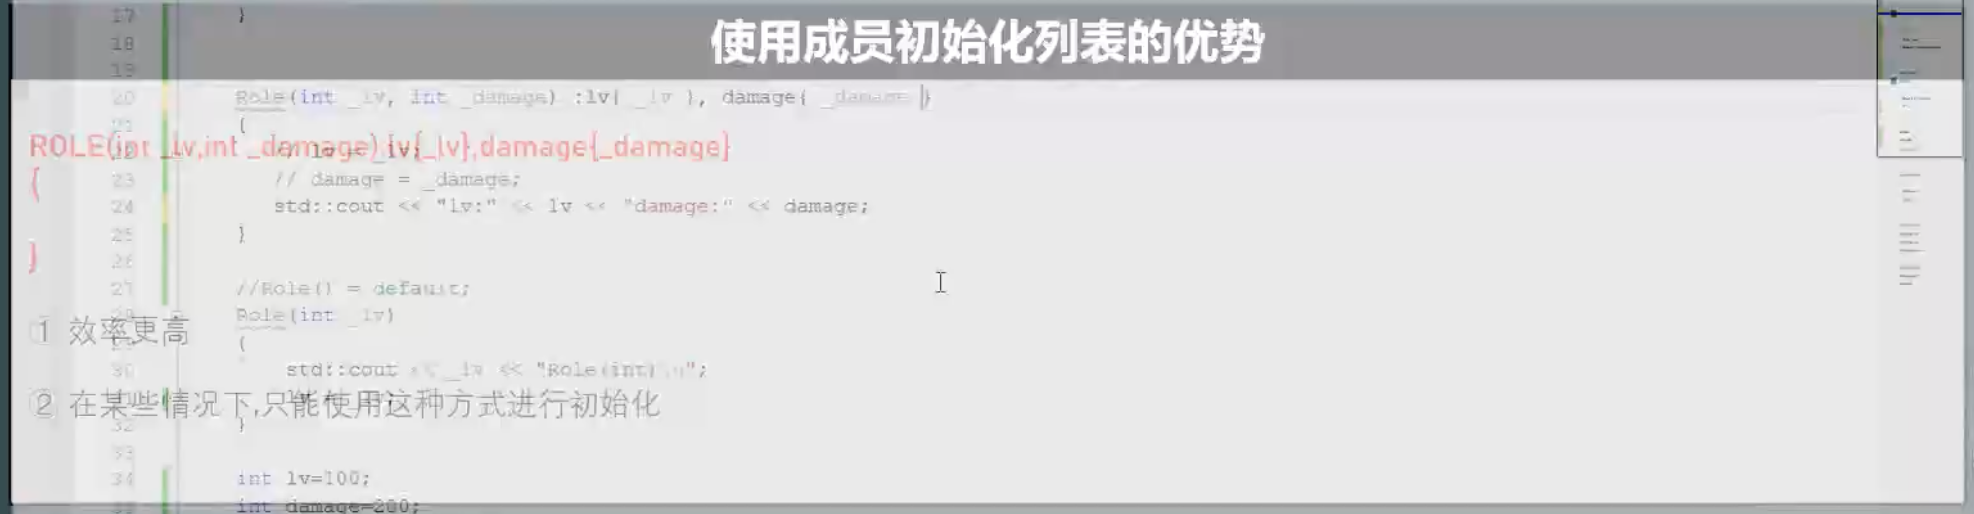 使用成员初始化列表的优势
17 }
18
19
20 Role(int _lv, int _damage) :lv{ _lv }, damage{ _damage }
21 {
ROLE(int _lv,int _damage):lv{_lv},damage{_damage}
{
23 // damage = _damage;
24 std::cout << "lv:" << lv << "damage:" << damage;
25 }
}
26
27 //Role() = default;
28 Role(int _lv)
① 效率更高
{
30 std::cout << _lv << "Role(int)\n";
② 在某些情况下,只能使用这种方式进行初始化
32 }
33
34 int lv=100;
35 int damage=200;